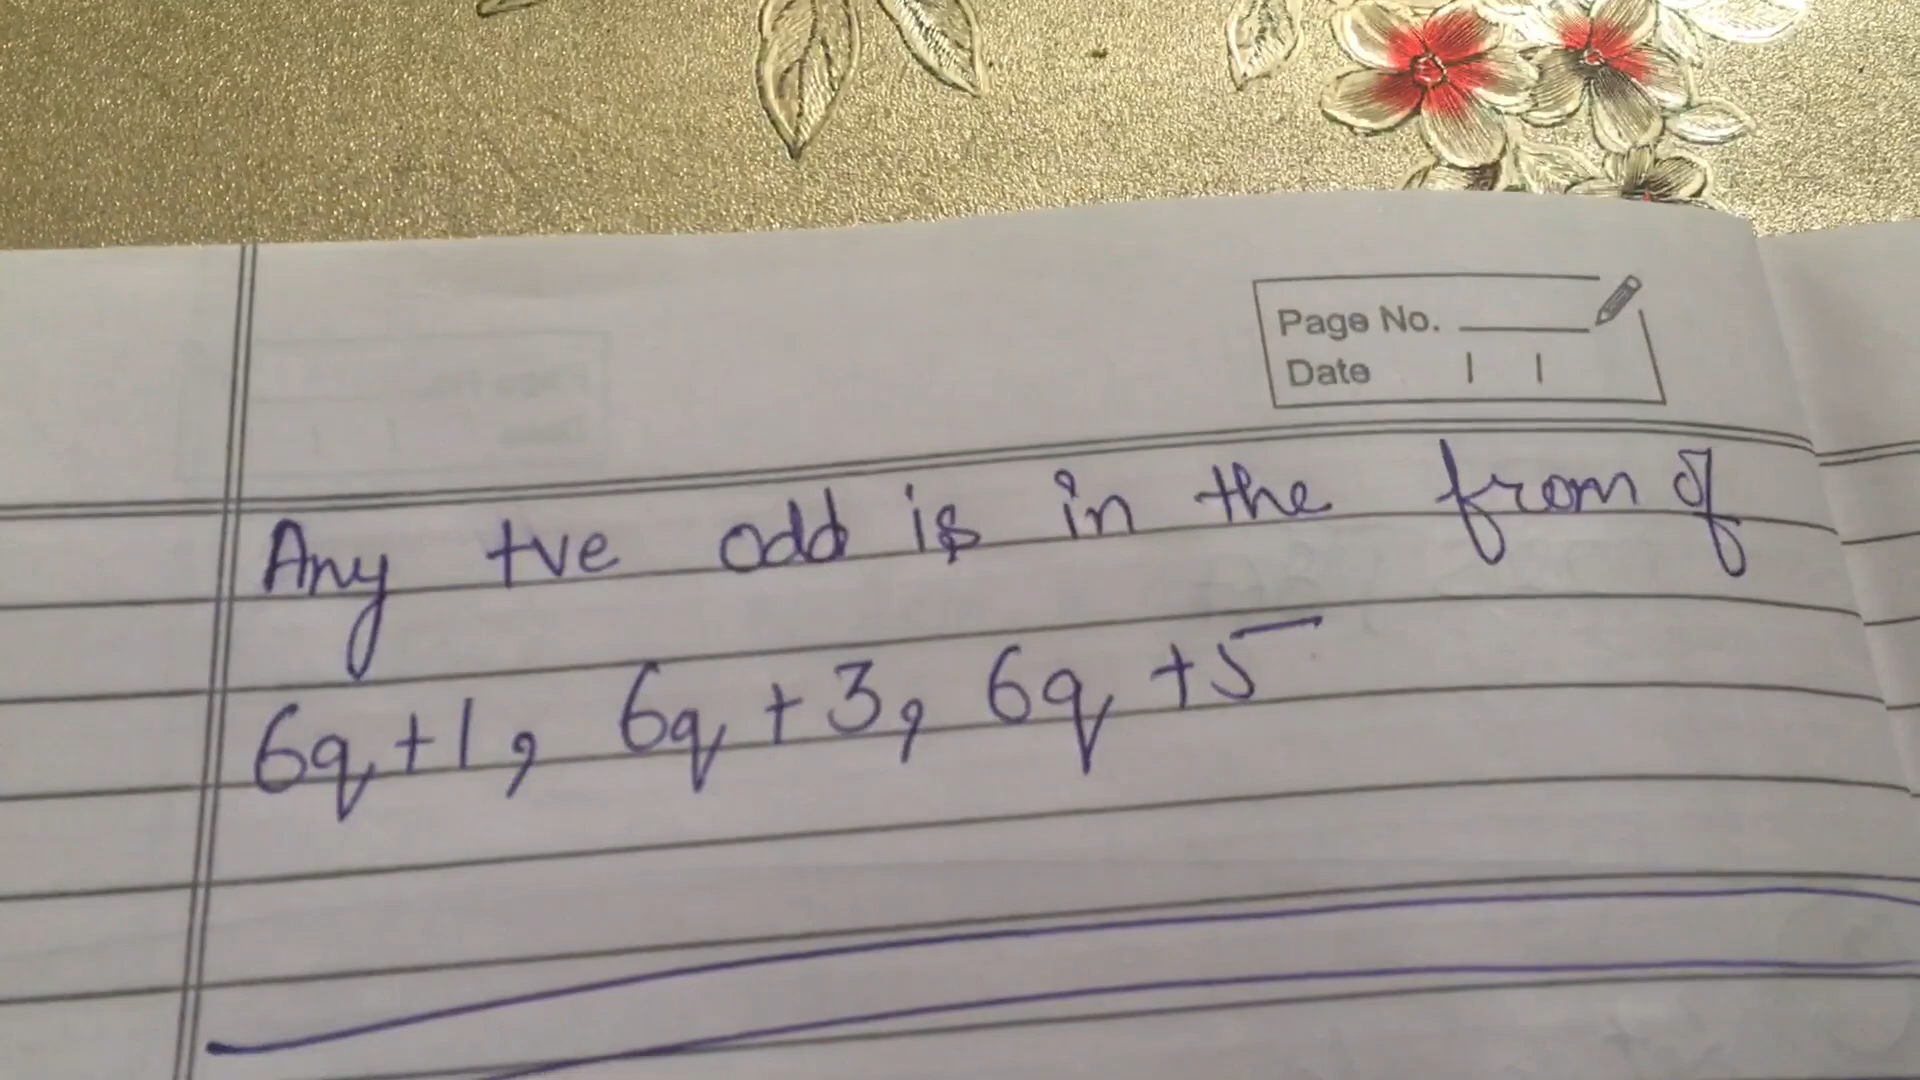 Page No.
Date
Any +ve odd is in the from of
6q+1, 6q+3, 6q+5